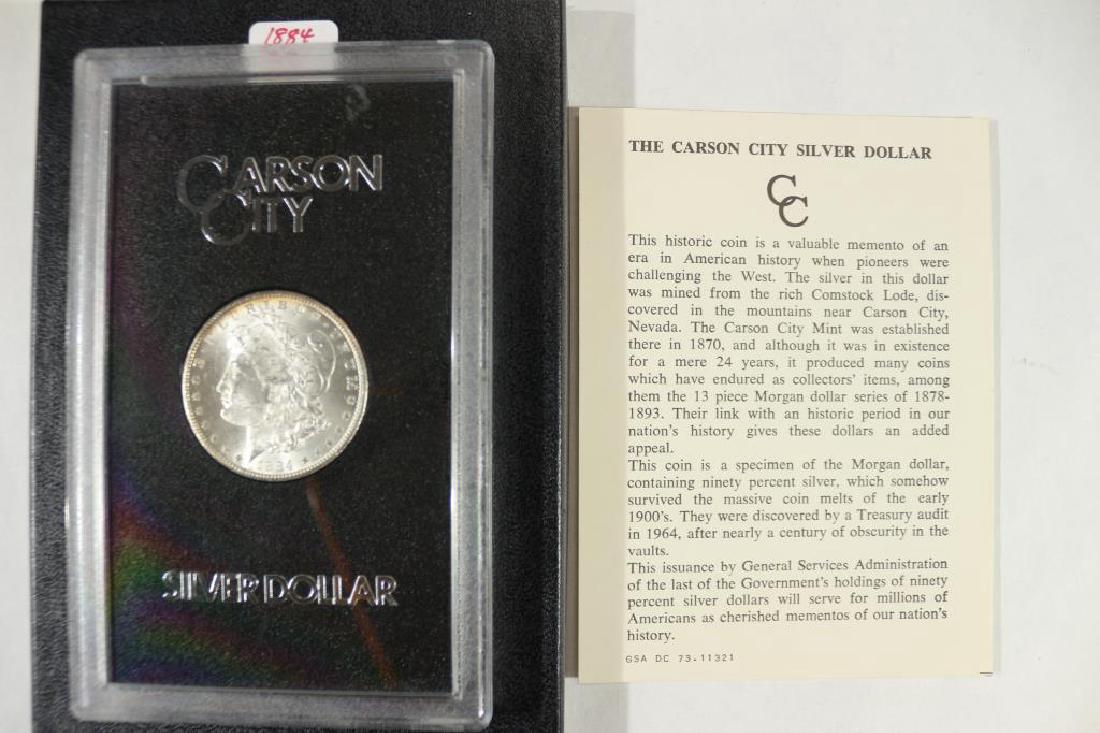 1884
CARSON
CITY
1884
SILVER DOLLAR
THE CARSON CITY SILVER DOLLAR
CC
This historic coin is a valuable memento of an
era in American history when pioneers were
challenging the West. The silver in this dollar
was mined from the rich Comstock Lode, dis-
covered in the mountains near Carson City,
Nevada. The Carson City Mint was established
there in 1870, and although it was in existence
for a mere 24 years, it produced many coins
which have endured as collectors' items, among
them the 13 piece Morgan dollar series of 1878-
1893. Their link with an historic period in our
nation's history gives these dollars an added
appeal.
This coin is a specimen of the Morgan dollar,
containing ninety percent silver, which somehow
survived the massive coin melts of the early
1900's. They were discovered by a Treasury audit
in 1964, after nearly a century of obscurity in the
vaults.
This issuance by General Services Administration
of the last of the Government's holdings of ninety
percent silver dollars will serve for millions of
Americans as cherished mementos of our nation's
history.
GSA DC 73.11321